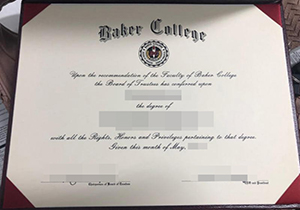 Baker College
Upon the recommendation of the Faculty of Baker College
the Board of Trustees has conferred upon
the degree of
with all the Rights, Honors and Privileges pertaining to that degree.
Given this month of May,